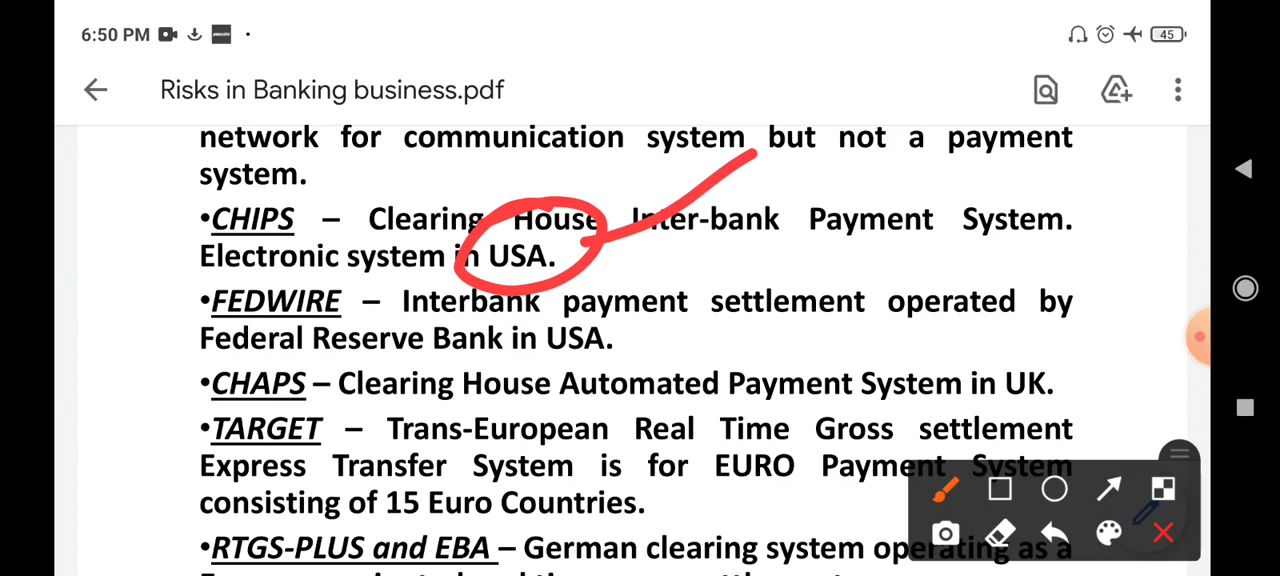 6:50 PM
45
Risks in Banking business.pdf
network for communication system but not a payment
system.
•CHIPS – Clearing House Inter-bank Payment System.
Electronic system in USA.
•FEDWIRE – Interbank payment settlement operated by
Federal Reserve Bank in USA.
•CHAPS – Clearing House Automated Payment System in UK.
•TARGET – Trans-European Real Time Gross settlement
Express Transfer System is for EURO Payment System
consisting of 15 Euro Countries.
•RTGS-PLUS and EBA – German clearing system operating as a